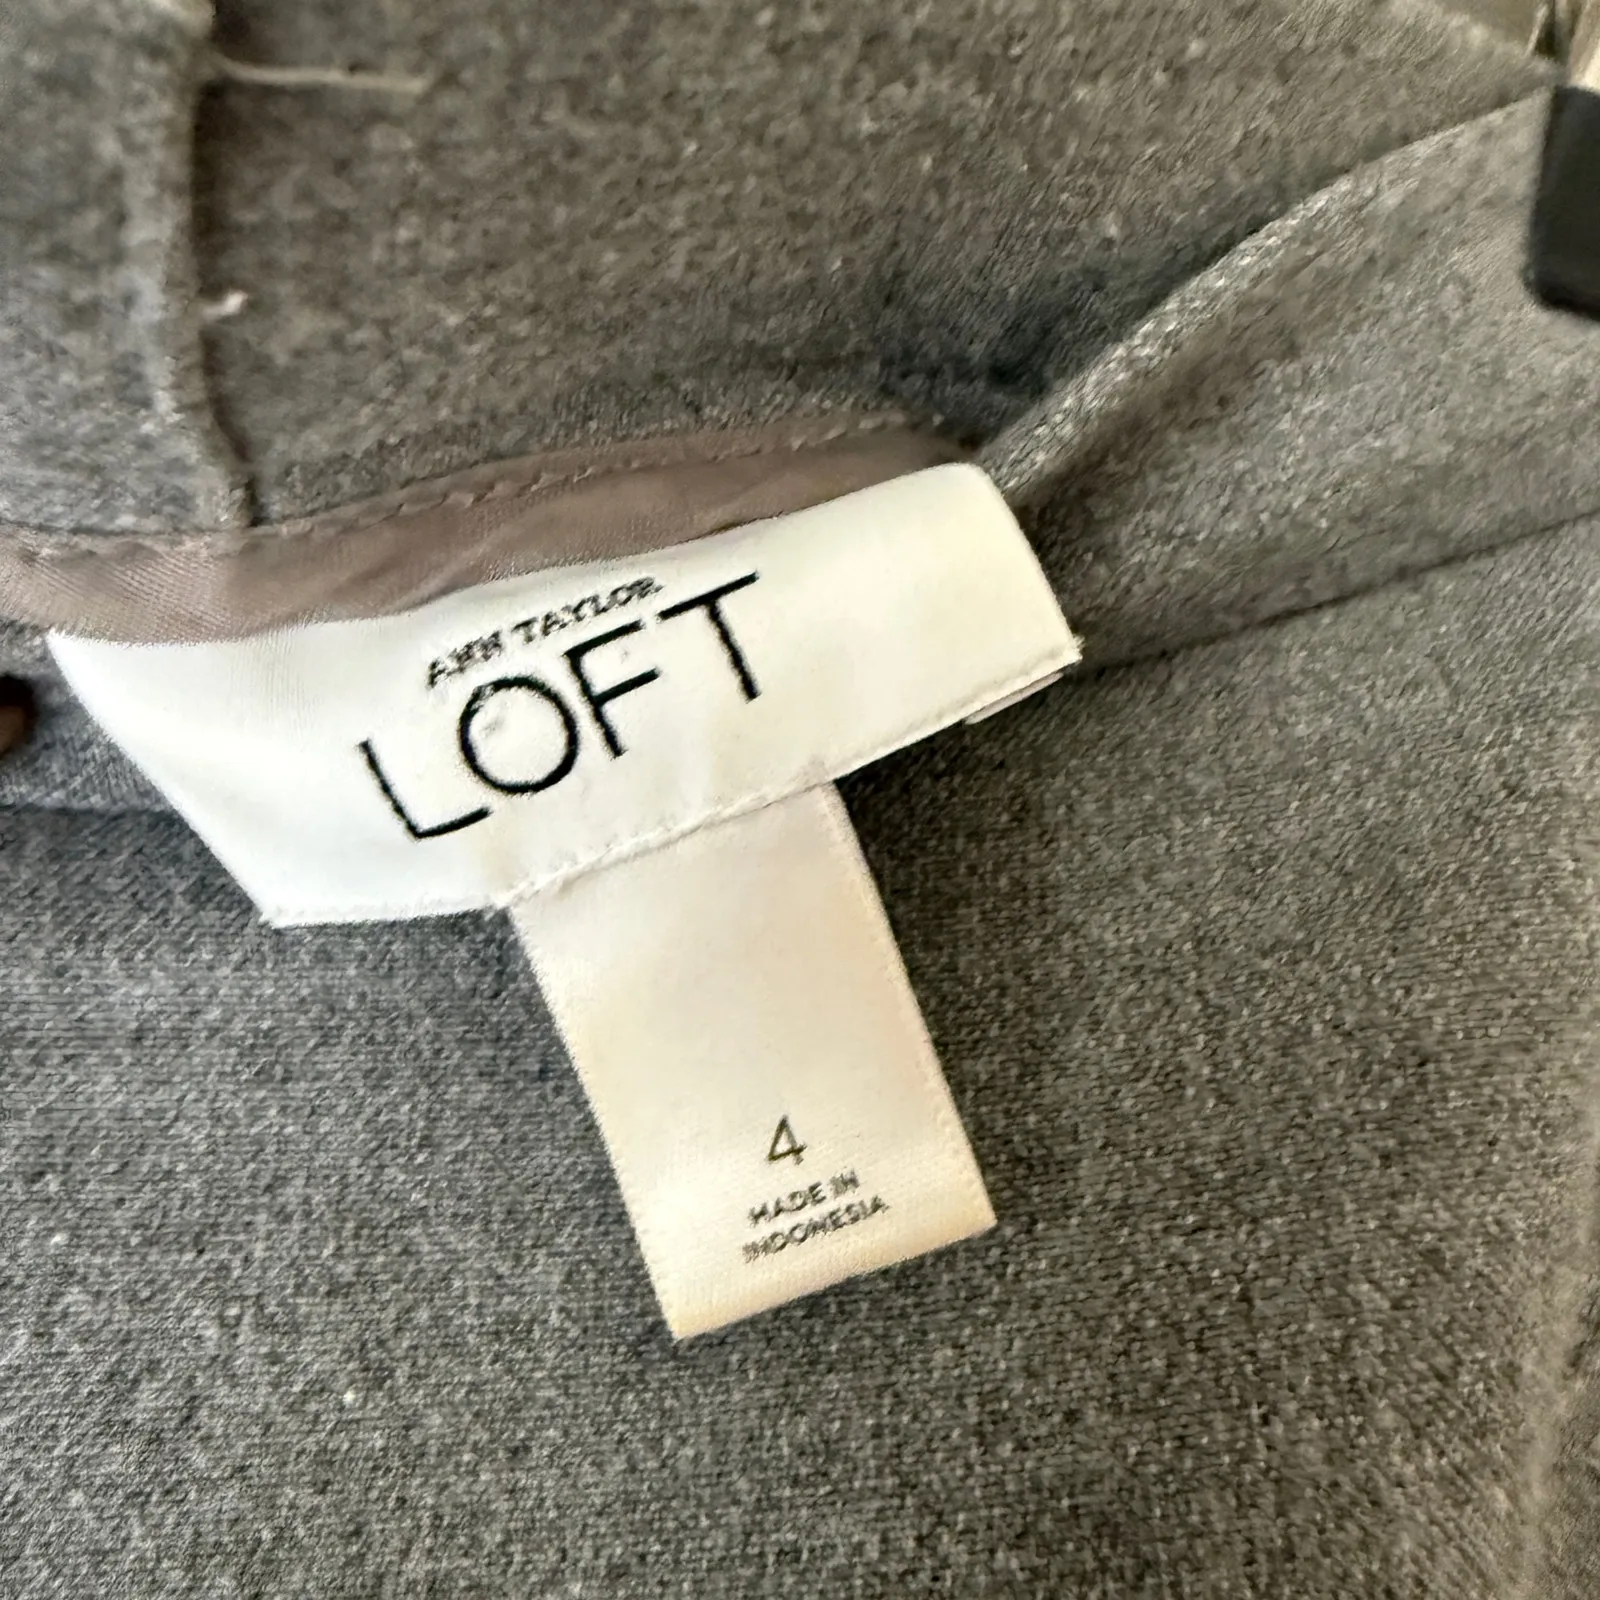 ANN TAYLOR
LOFT
4
MADE IN
INDONESIA